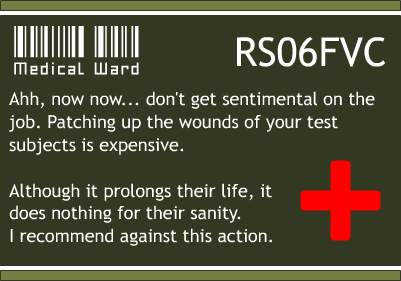 Medical Ward
RS06FVC
Ahh, now now... don't get sentimental on the
job. Patching up the wounds of your test
subjects is expensive.
Although it prolongs their life, it
does nothing for their sanity.
I recommend against this action.